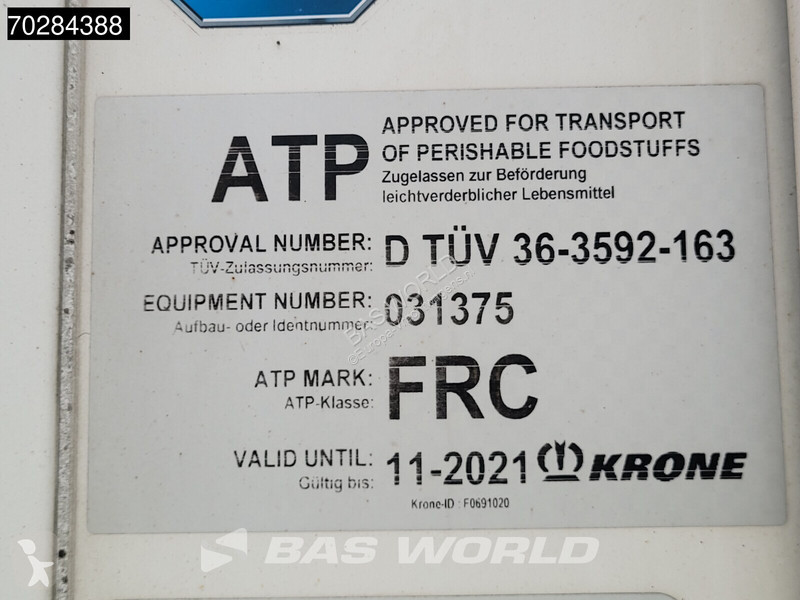 70284388
ATP
APPROVED FOR TRANSPORT
OF PERISHABLE FOODSTUFFS
Zugelassen zur Beförderung
leichtverderblicher Lebensmittel
APPROVAL NUMBER: D TÜV 36-3592-163
TÜV-Zulassungsnummer:
EQUIPMENT NUMBER: 031375
Aufbau- oder Identnummer:
ATP MARK: FRC
ATP-Klasse:
VALID UNTIL: 11-2021 KRONE
Gültig bis:
Krone-ID : F0691020
BAS WORLD
BAS WORLD